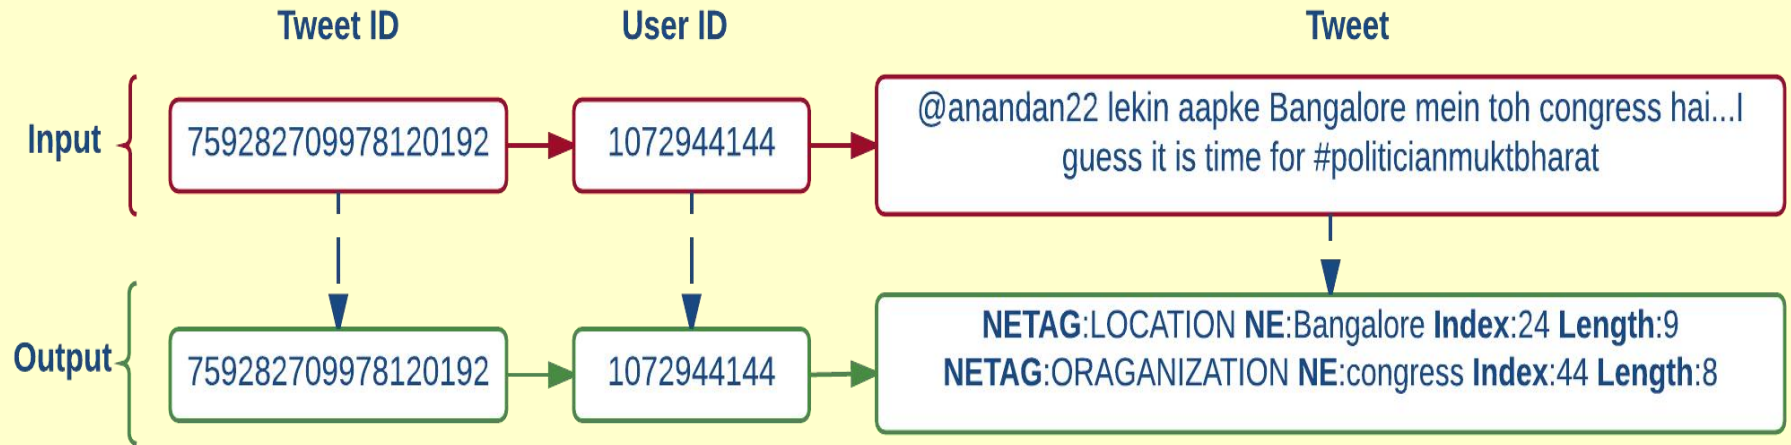 Tweet ID User ID Tweet
Input 759282709978120192 1072944144 @anandan22 lekin aapke Bangalore mein toh congress hai...I
guess it is time for #politicianmuktbharat
Output 759282709978120192 1072944144 NETAG:LOCATION NE:Bangalore Index:24 Length:9
NETAG:ORAGANIZATION NE:congress Index:44 Length:8